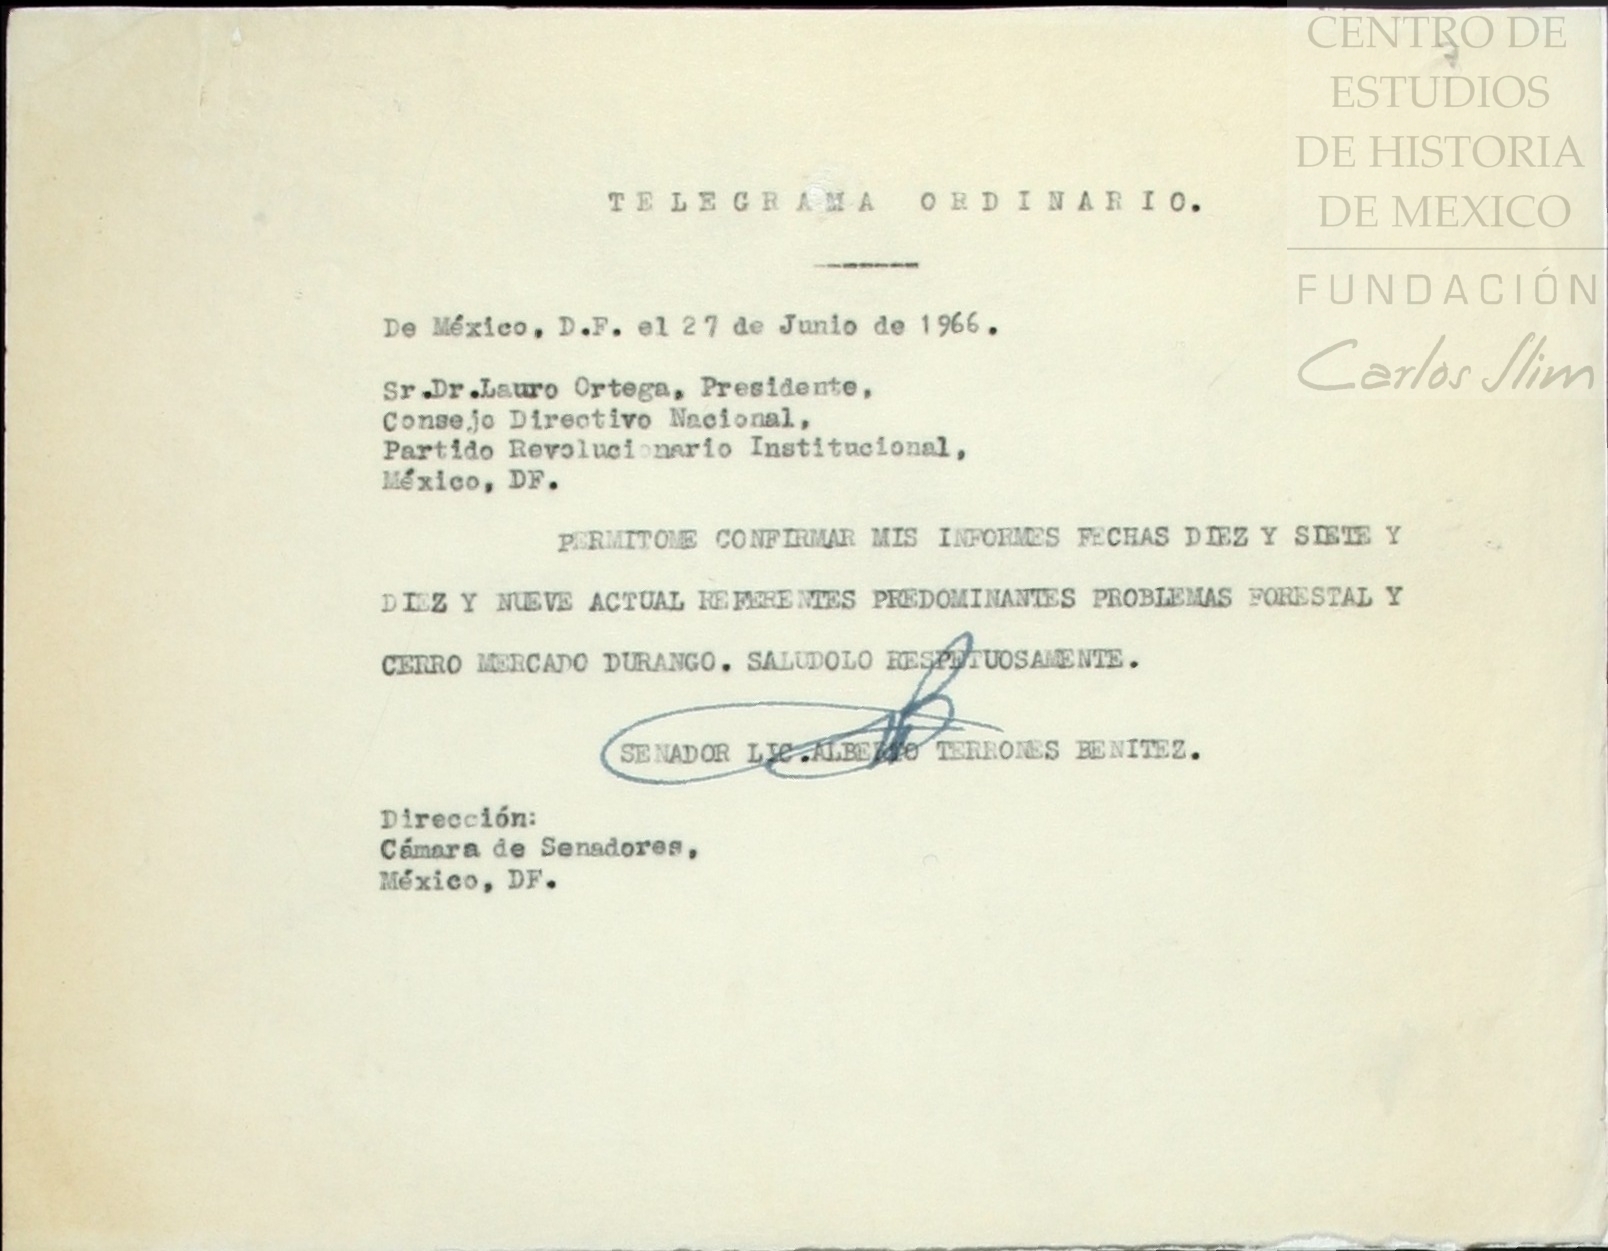 CENTRO DE
ESTUDIOS
DE HISTORIA
DE MEXICO
FUNDACIÓN
Carlos Slim
TELEGRAMA ORDINARIO.
De México, D.F. el 27 de Junio de 1966.
Sr.Dr.Lauro Ortega, Presidente,
Consejo Directivo Nacional,
Partido Revolucionario Institucional,
México, DF.
PERMITOME CONFIRMAR MIS INFORMES FECHAS DIEZ Y SIETE Y
DIEZ Y NUEVE ACTUAL REFERENTES PREDOMINANTES PROBLEMAS FORESTAL Y
CERRO MERCADO DURANGO. SALUDOLO RESPETUOSAMENTE.
SENADOR LIC.ALBERTO TERRONES BENITEZ.
Dirección:
Cámara de Senadores,
México, DF.